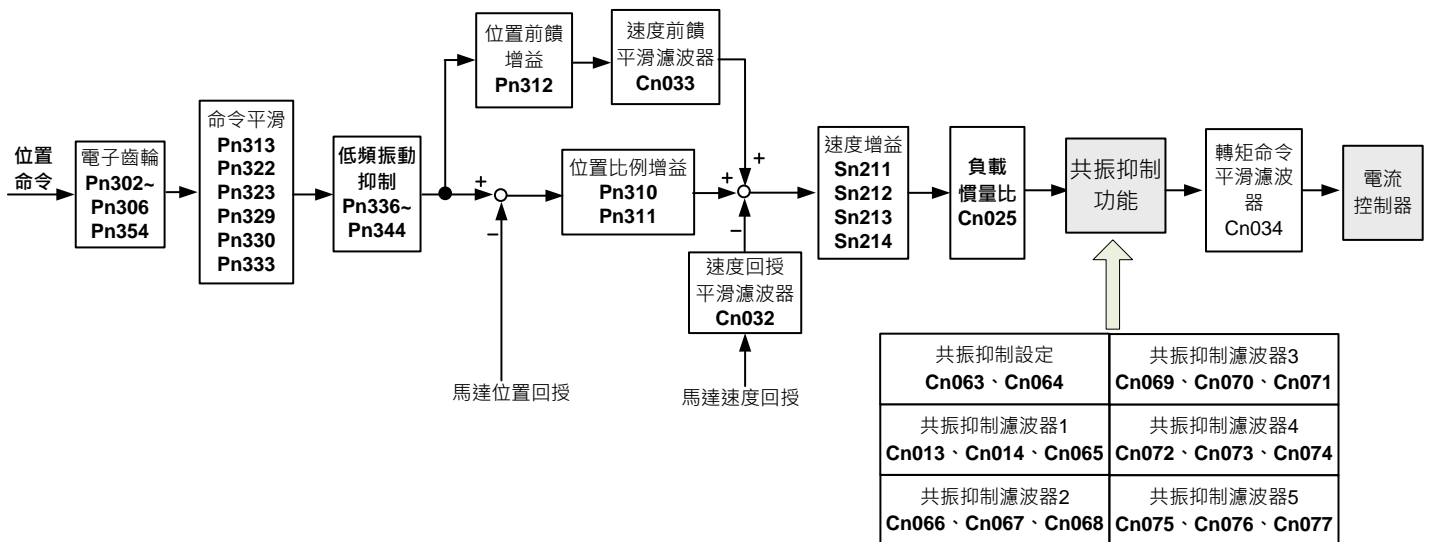 位置
命令
電子齒輪
Pn302~
Pn306
Pn354
命令平滑
Pn313
Pn322
Pn323
Pn329
Pn330
Pn333
低頻振動
抑制
Pn336~
Pn344
位置前饋
增益
Pn312
速度前饋
平滑濾波器
Cn033
+
−
位置比例增益
Pn310
Pn311
+
+
−
速度回授
平滑濾波器
Cn032
馬達位置回授
馬達速度回授
速度增益
Sn211
Sn212
Sn213
Sn214
負載
慣量比
Cn025
共振抑制
功能
轉矩命令
平滑濾波
器
Cn034
電流
控制器
共振抑制設定
Cn063、Cn064
共振抑制濾波器3
Cn069、Cn070、Cn071
共振抑制濾波器1
Cn013、Cn014、Cn065
共振抑制濾波器4
Cn072、Cn073、Cn074
共振抑制濾波器2
Cn066、Cn067、Cn068
共振抑制濾波器5
Cn075、Cn076、Cn077